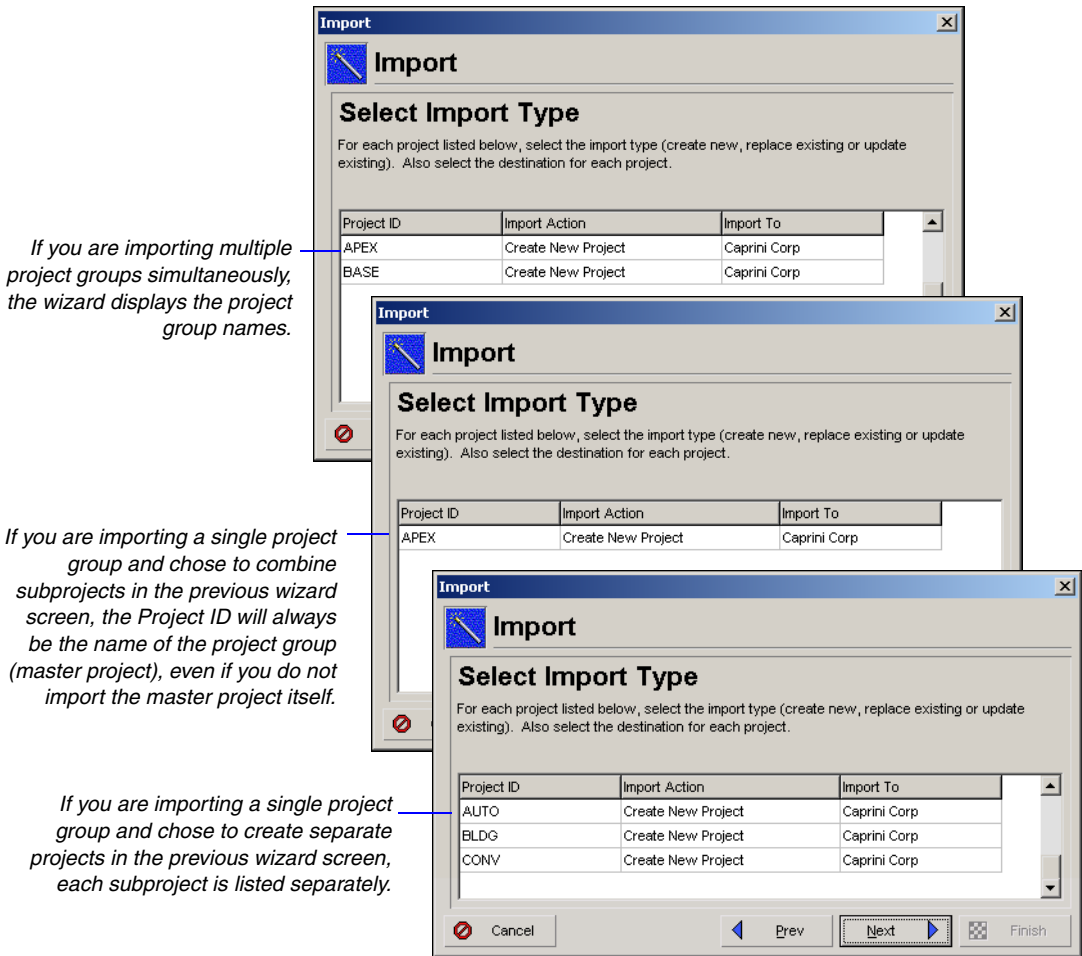 Import
Import
Select Import Type
For each project listed below, select the import type (create new, replace existing or update
existing). Also select the destination for each project.
Project ID Import Action Import To
APEX Create New Project Caprini Corp
BASE Create New Project Caprini Corp
If you are importing multiple
project groups simultaneously,
the wizard displays the project
group names.
Import
Import
Select Import Type
For each project listed below, select the import type (create new, replace existing or update
existing). Also select the destination for each project.
Project ID Import Action Import To
APEX Create New Project Caprini Corp
If you are importing a single project
group and chose to combine
subprojects in the previous wizard
screen, the Project ID will always
be the name of the project group
(master project), even if you do not
import the master project itself.
Import
Import
Select Import Type
For each project listed below, select the import type (create new, replace existing or update
existing). Also select the destination for each project.
Project ID Import Action Import To
AUTO Create New Project Caprini Corp
BLDG Create New Project Caprini Corp
CONV Create New Project Caprini Corp
If you are importing a single project
group and chose to create separate
projects in the previous wizard screen,
each subproject is listed separately.
Cancel Prev Next Finish